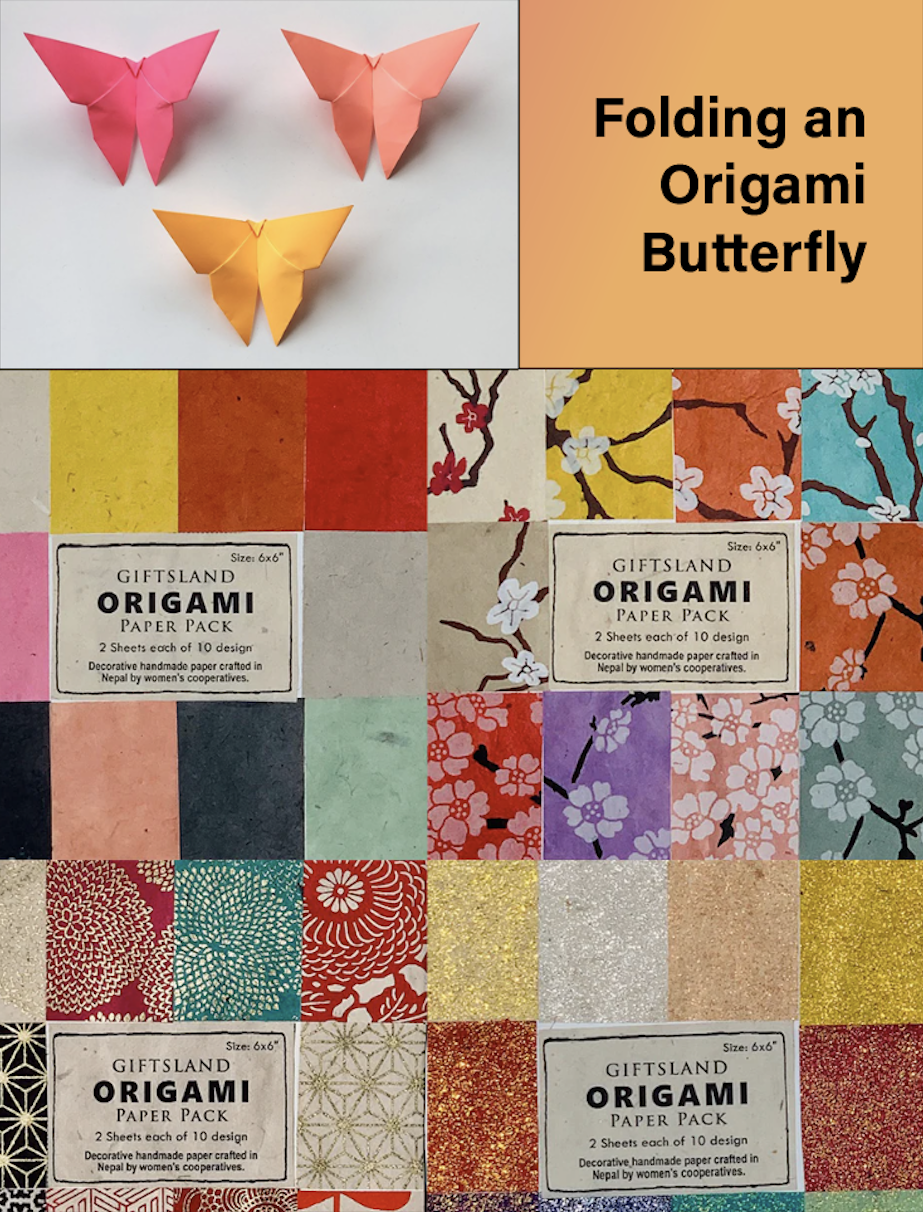 Folding an
Origami
Butterfly
Size: 6x6"
GIFTSLAND
ORIGAMI
PAPER PACK
2 Sheets each of 10 design
Decorative handmade paper crafted in
Nepal by women's cooperatives.
Size: 6x6"
GIFTSLAND
ORIGAMI
PAPER PACK
2 Sheets each of 10 design
Decorative handmade paper crafted in
Nepal by women's cooperatives.
Size: 6x6"
GIFTSLAND
ORIGAMI
PAPER PACK
2 Sheets each of 10 design
Decorative handmade paper crafted in
Nepal by women's cooperatives.
Size: 6x6"
GIFTSLAND
ORIGAMI
PAPER PACK
2 Sheets each of 10 design
Decorative handmade paper crafted in
Nepal by women's cooperatives.